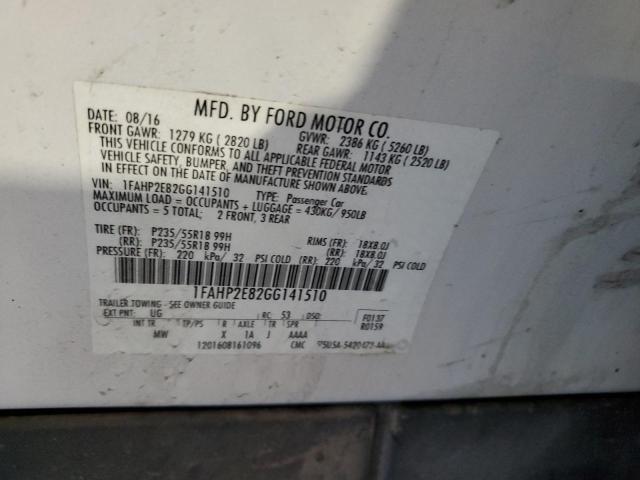 MFD. BY FORD MOTOR CO.
DATE: 08/16 GVWR: 2386 KG ( 5260 LB)
FRONT GAWR: 1279 KG ( 2820 LB) REAR GAWR: 1143 KG ( 2520 LB)
THIS VEHICLE CONFORMS TO ALL APPLICABLE FEDERAL MOTOR
VEHICLE SAFETY, BUMPER, AND THEFT PREVENTION STANDARDS
IN EFFECT ON THE DATE OF MANUFACTURE SHOWN ABOVE.
VIN: 1FAHP2E82GG141510 TYPE: Passenger Car
MAXIMUM LOAD = OCCUPANTS + LUGGAGE = 430KG/ 950LB
OCCUPANTS = 5 TOTAL; 2 FRONT, 3 REAR
TIRE (FR): P235/55R18 99H RIMS (FR): 18X8.0J
(RR): P235/55R18 99H (RR): 18X8.0J
PRESSURE (FR): 220 kPa/ 32 PSI COLD (RR): 220 kPa/ 32 PSI COLD
1FAHP2E82GG141510
TRAILER TOWING - SEE OWNER GUIDE
EXT PNT: UG RC: 53 DSO: F0137
R0159
INT TR TP/PS R AXLE TR SPR
MW X 1A J AAAA
1201608161096 CMC